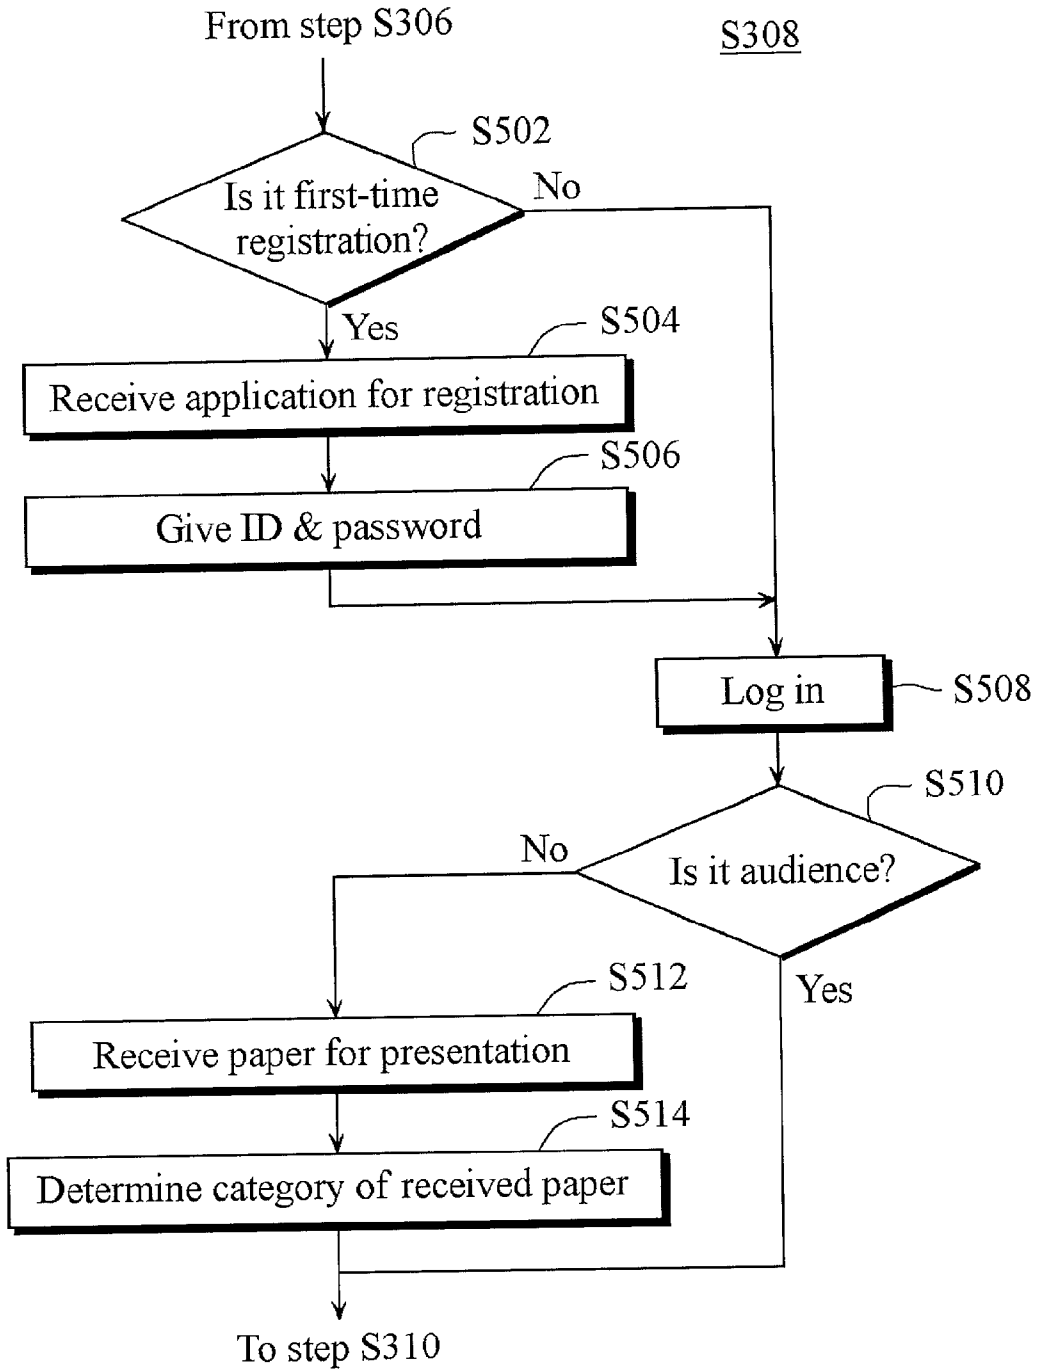 From step S306
S308
S502
Is it first-time
registration?
No
Yes
S504
Receive application for registration
S506
Give ID & password
Log in
S508
S510
Is it audience?
No
Yes
S512
Receive paper for presentation
S514
Determine category of received paper
To step S310